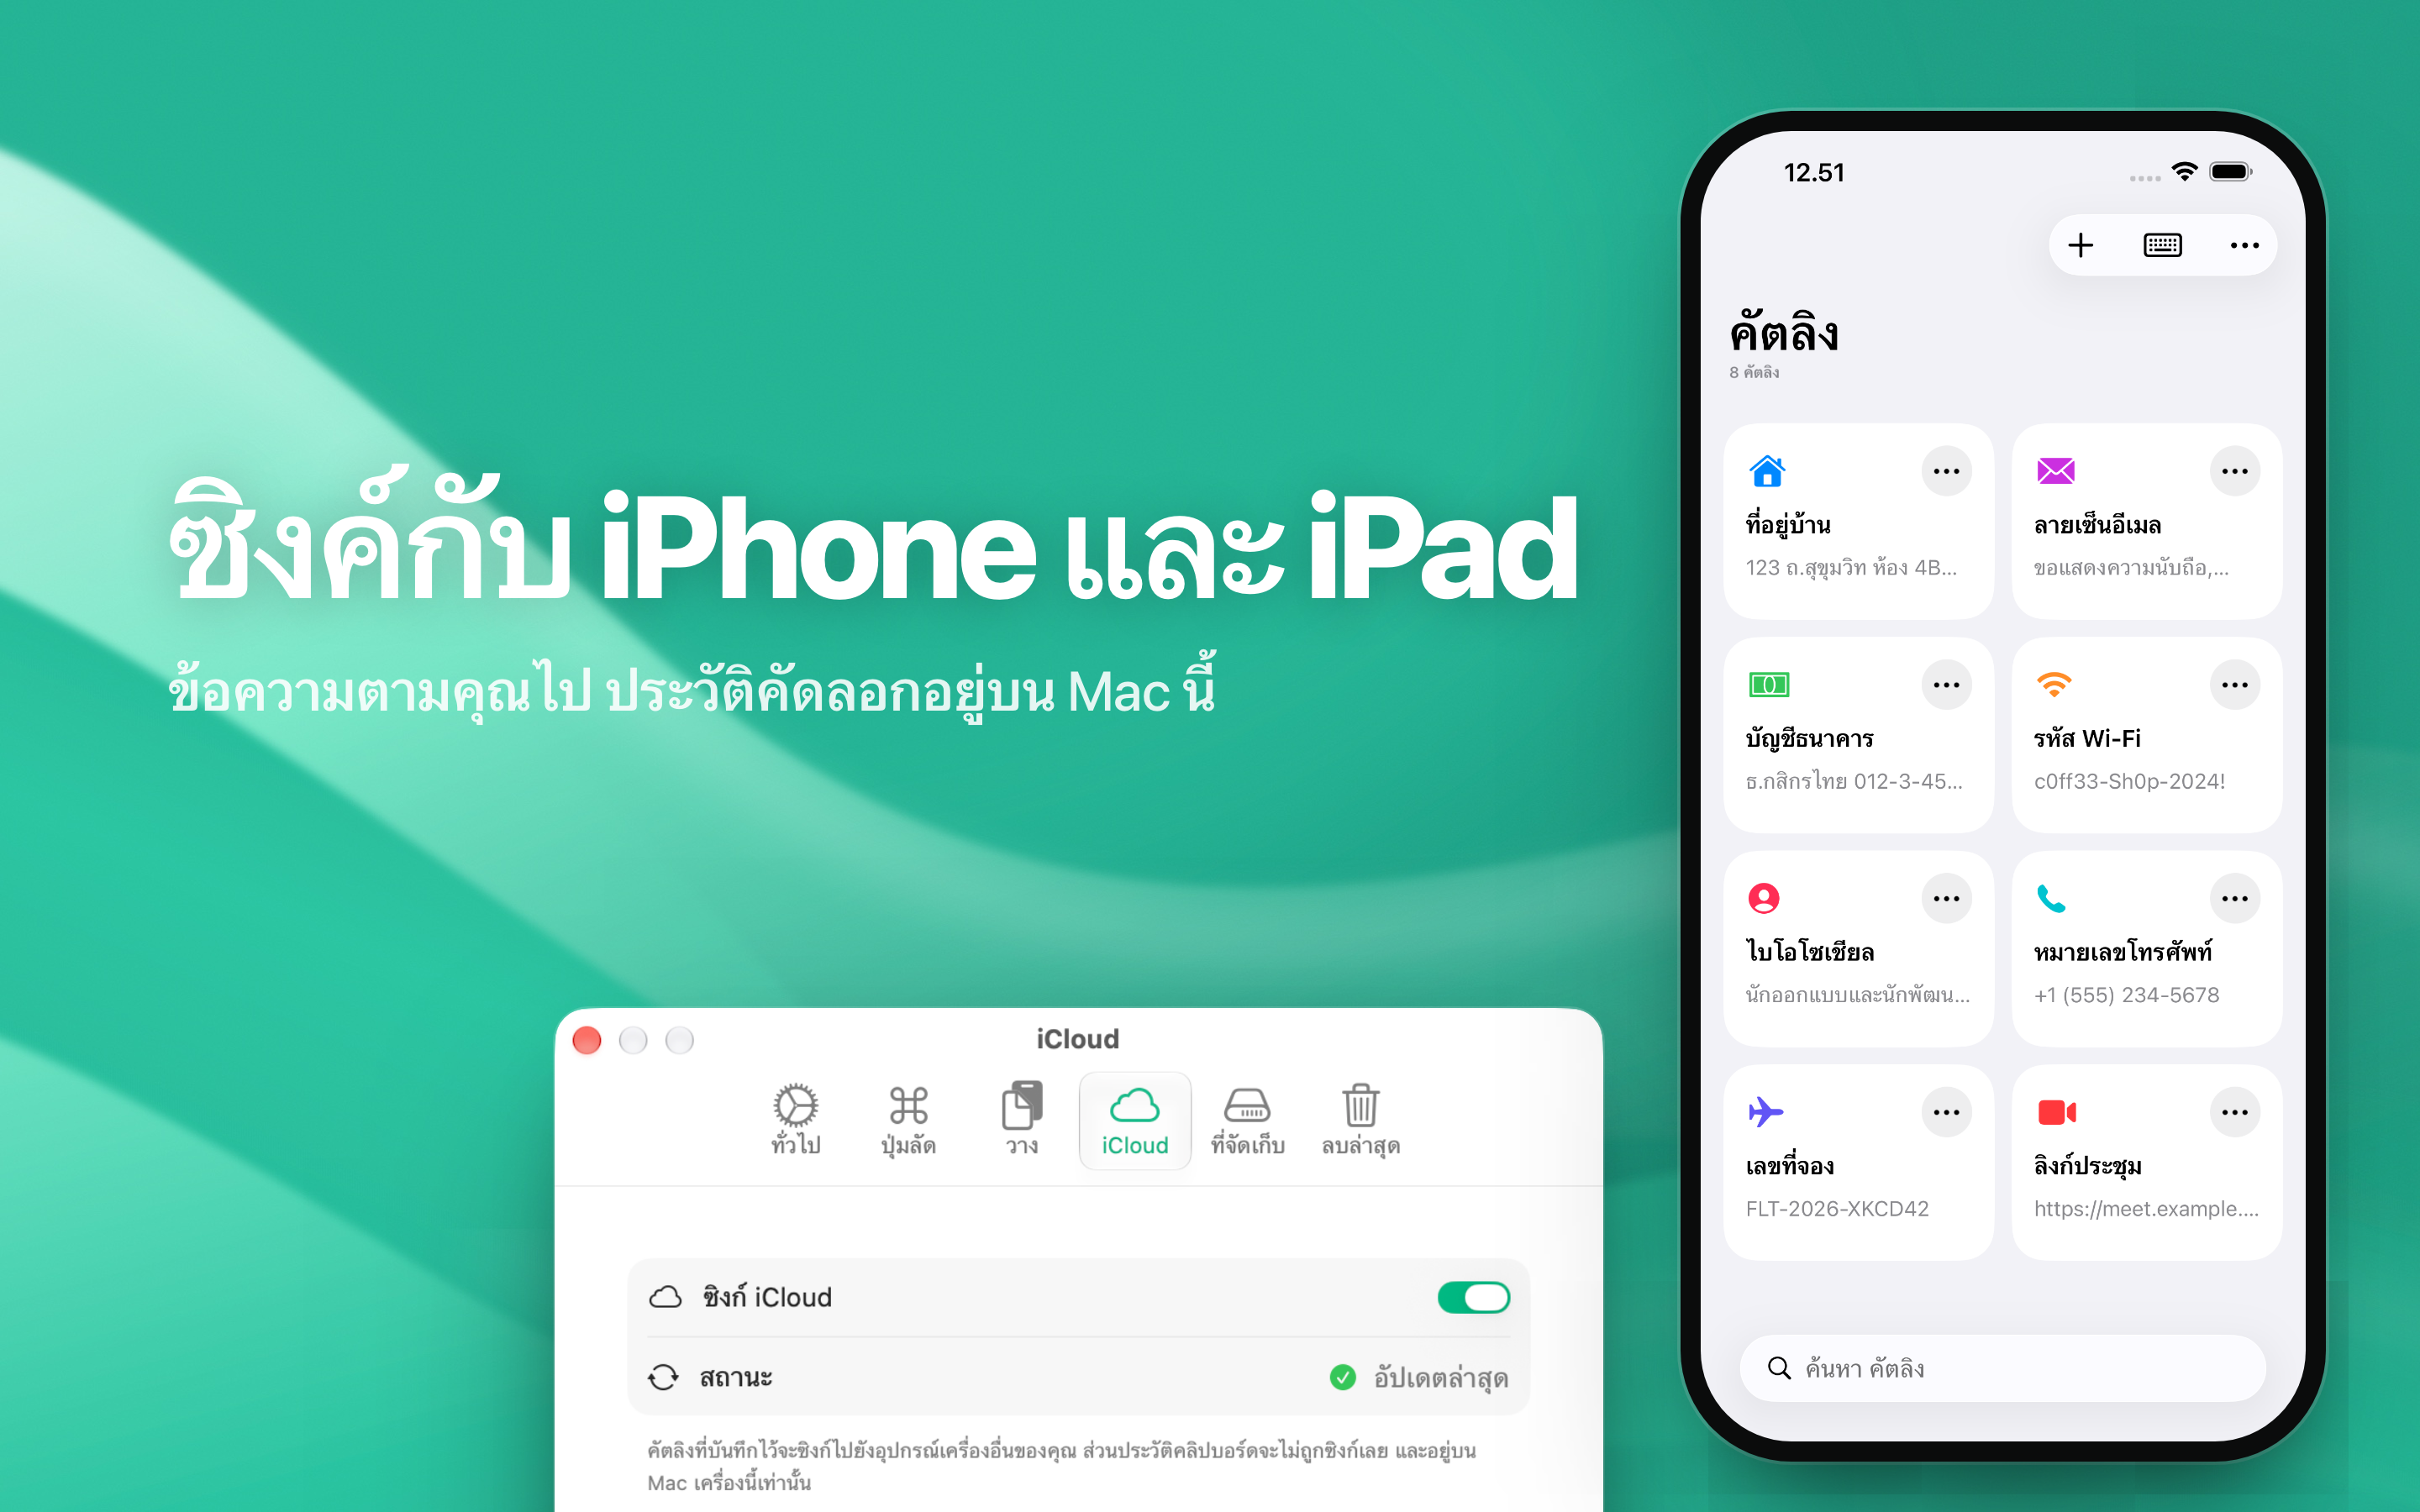 ซิงค์กับ iPhone และ iPad
ข้อความตามคุณไป ประวัติคัดลอกอยู่บน Mac นี้
iCloud
ทั่วไป
ปุ่มลัด
วาง
iCloud
ที่จัดเก็บ
ลบล่าสุด
ซิงก์ iCloud
สถานะ
อัปเดตล่าสุด
คัตลิงที่บันทึกไว้จะซิงก์ไปยังอุปกรณ์เครื่องอื่นของคุณ ส่วนประวัติคลิปบอร์ดจะไม่ถูกซิงก์เลย และอยู่บน
Mac เครื่องนี้เท่านั้น
12.51
คัตลิง
8 คัตลิง
ที่อยู่บ้าน
123 ถ.สุขุมวิท ห้อง 4B...
ลายเซ็นอีเมล
ขอแสดงความนับถือ,...
บัญชีธนาคาร
ธ.กสิกรไทย 012-3-45...
รหัส Wi-Fi
c0ff33-Sh0p-2024!
ไบโอโซเชียล
นักออกแบบและนักพัฒน...
หมายเลขโทรศัพท์
+1 (555) 234-5678
เลขที่จอง
FLT-2026-XKCD42
ลิงก์ประชุม
https://meet.example....
ค้นหา คัตลิง